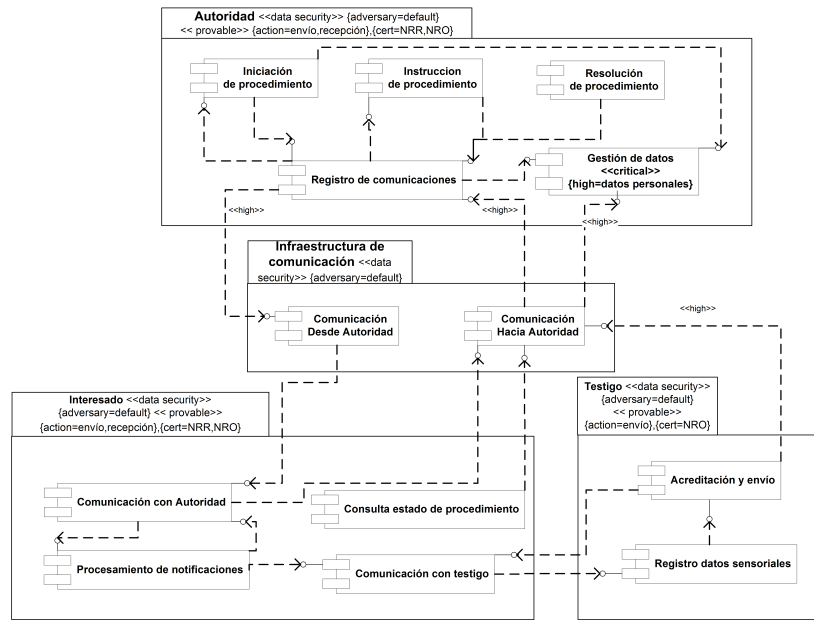 Autoridad <<data security>> {adversary=default}
<< provable>> {action=envío,recepción},{cert=NRR,NRO}
Iniciación
de procedimiento
Instruccion
de procedimiento
Resolución
de procedimiento
Registro de comunicaciones
Gestión de datos
<<critical>>
{high=datos personales}
<<high>>
<<high>>
<<high>>
Infraestructura de
comunicación <<data
security>> {adversary=default}
Comunicación
Desde Autoridad
Comunicación
Hacia Autoridad
<<high>>
Interesado <<data security>>
{adversary=default} << provable>>
{action=envío,recepción},{cert=NRR,NRO}
Testigo <<data security>>
{adversary=default}
<< provable>>
{action=envío},{cert=NRO}
Comunicación con Autoridad
Consulta estado de procedimiento
Acreditación y envío
Procesamiento de notificaciones
Comunicación con testigo
Registro datos sensoriales